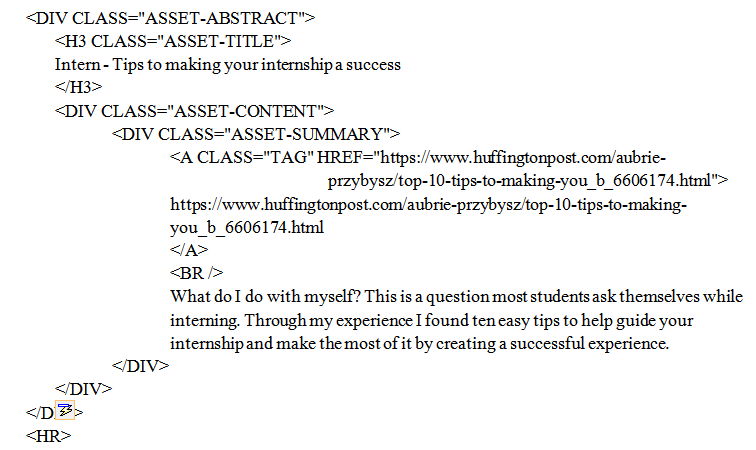 <DIV CLASS="ASSET-ABSTRACT">
<H3 CLASS="ASSET-TITLE">
Intern - Tips to making your internship a success
</H3>
<DIV CLASS="ASSET-CONTENT">
<DIV CLASS="ASSET-SUMMARY">
<A CLASS="TAG" HREF="https://www.huffingtonpost.com/aubrie-
przybysz/top-10-tips-to-making-you_b_6606174.html">
https://www.huffingtonpost.com/aubrie-przybysz/top-10-tips-to-making-
you_b_6606174.html
</A>
<BR />
What do I do with myself? This is a question most students ask themselves while
interning. Through my experience I found ten easy tips to help guide your
internship and make the most of it by creating a successful experience.
</DIV>
</DIV>
</D >
<HR>